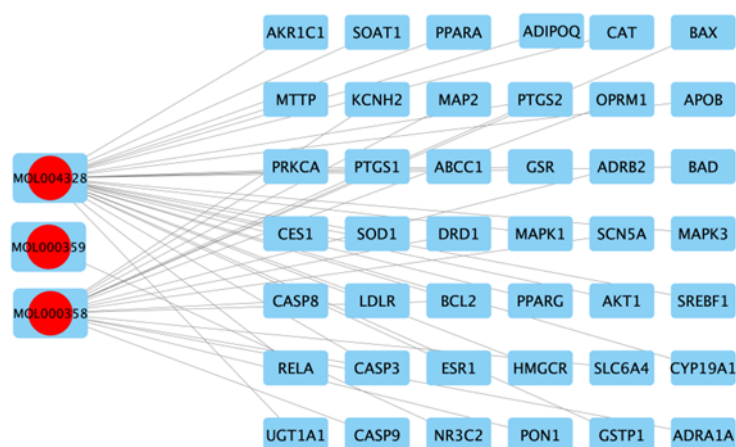 AKR1C1 SOAT1 PPARA ADIPOQ CAT BAX
MTTP KCNH2 MAP2 PTGS2 OPRM1 APOB
MOL004328 PRKCA PTGS1 ABCC1 GSR ADRB2 BAD
MOL000359 CES1 SOD1 DRD1 MAPK1 SCN5A MAPK3
MOL000358 CASP8 LDLR BCL2 PPARG AKT1 SREBF1
RELA CASP3 ESR1 HMGCR SLC6A4 CYP19A1
UGT1A1 CASP9 NR3C2 PON1 GSTP1 ADRA1A